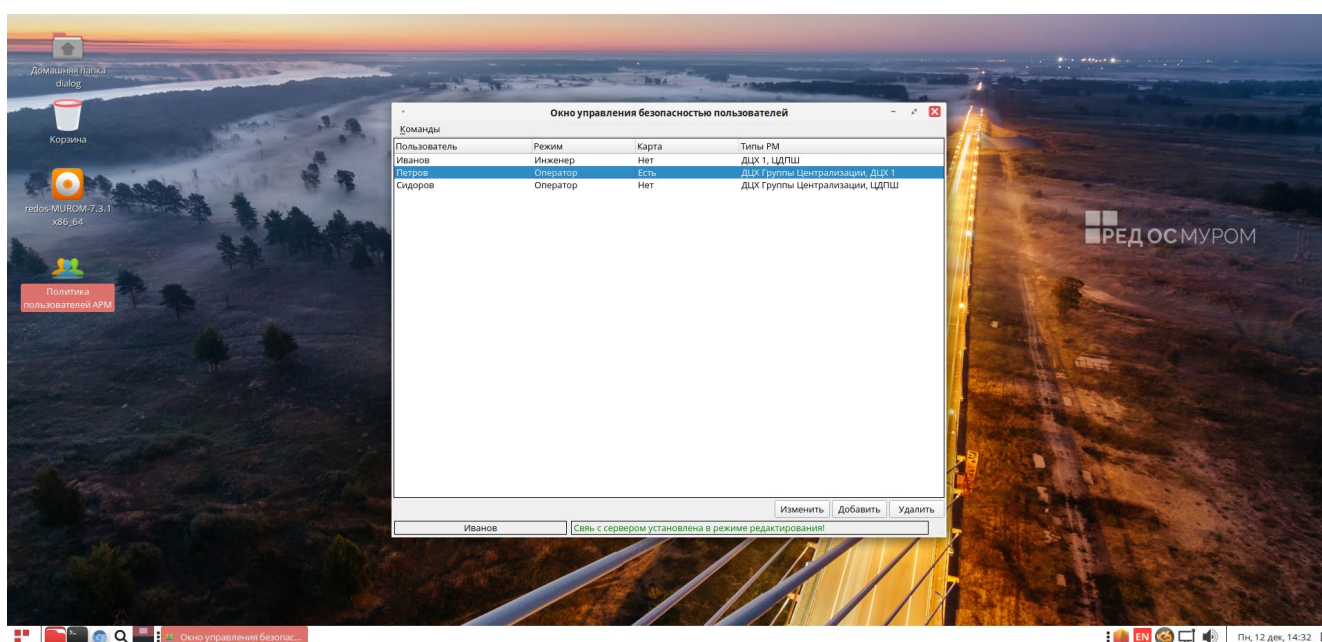 Домашняя папка
dialog
Корзина
redos-MUROM-7.3.1
x86_64
Политика
пользователей АРМ
Окно управления безопасностью пользователей
Команды
Пользователь Режим Карта Типы РМ
Иванов Инженер Нет ДЦХ 1, ЦДПШ
Петров Оператор Есть ДЦХ Группы Централизации, ДЦХ 1
Сидоров Оператор Нет ДЦХ Группы Централизации, ЦДПШ
Изменить Добавить Удалить
Иванов Свяь с сервером установлена в режиме редактирования!
РЕД ОС МУРОМ
Окно управления безопас...
EN Пн, 12 дек, 14:32